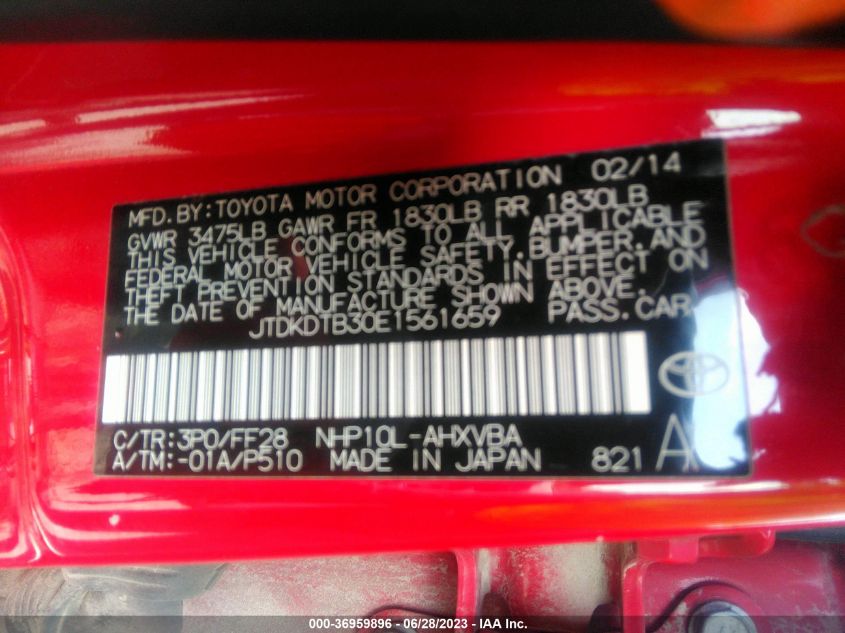 MFD.BY:TOYOTA MOTOR CORPORATION 02/14
GVWR 3475LB GAWR FR 1830LB RR 1830LB
THIS VEHICLE CONFORMS TO ALL APPLICABLE
FEDERAL MOTOR VEHICLE SAFETY,BUMPER,AND
THEFT PREVENTION STANDARDS IN EFFECT ON
THE DATE OF MANUFACTURE SHOWN ABOVE.
JTDKDTB30E1561659 PASS.CAR
C/TR:3P0/FF28 NHP10L-AHXVBA
A/TM:-01A/P510 MADE IN JAPAN 821 A
000-36959896 - 06/28/2023 - IAA Inc.